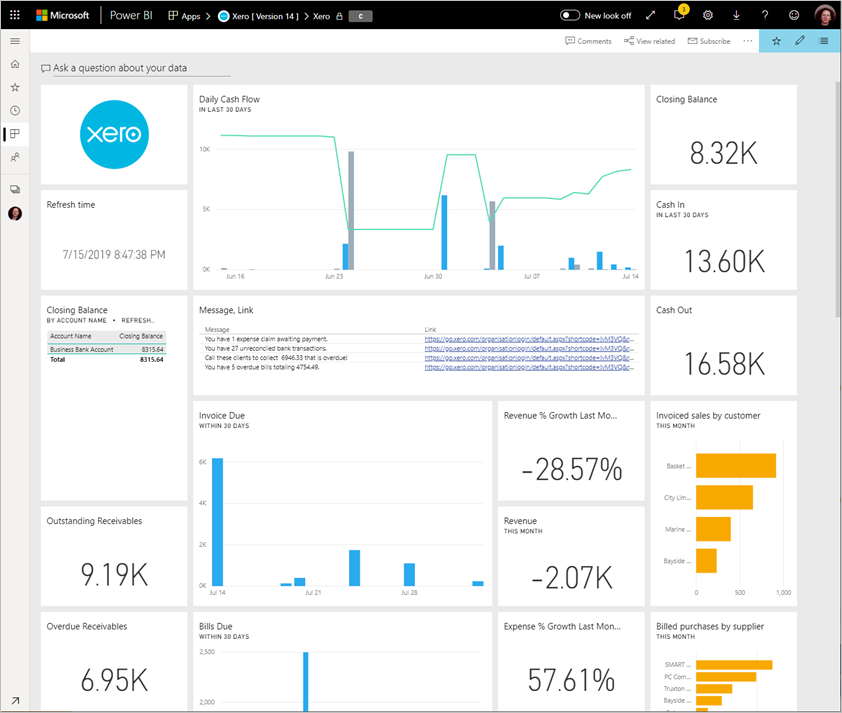 Microsoft Power BI Apps > Xero [ Version 14 ] > Xero C New look off 3
Comments View related Subscribe
Ask a question about your data
xero
Refresh time
7/15/2019 8:47:38 PM
Daily Cash Flow
IN LAST 30 DAYS
10K
5K
0K
Jun 16 Jun 23 Jun 30 Jul 07 Jul 14
Closing Balance
8.32K
Cash In
IN LAST 30 DAYS
13.60K
Closing Balance
BY ACCOUNT NAME • REFRESH..
Account Name Closing Balance
Business Bank Account 8315.64
Total 8315.64
Message, Link
Message Link
You have 1 expense claim awaiting payment. https://go.xero.com/organisationlogin/default.aspx?shortcode=!vM3VQ&r...
You have 27 unreconciled bank transactions. https://go.xero.com/organisationlogin/default.aspx?shortcode=!vM3VQ&r...
Call these clients to collect 6946.33 that is overdue! https://go.xero.com/organisationlogin/default.aspx?shortcode=!vM3VQ&r...
You have 5 overdue bills totaling 4754.49. https://go.xero.com/organisationlogin/default.aspx?shortcode=!vM3VQ&r...
Cash Out
16.58K
Invoice Due
WITHIN 30 DAYS
6K
4K
2K
0K
Jul 14 Jul 21 Jul 28
Revenue % Growth Last Mo...
-28.57%
Invoiced sales by customer
THIS MONTH
Basket ...
City Lim...
Marine ...
Bayside ...
0 500 1,000
Outstanding Receivables
9.19K
Revenue
THIS MONTH
-2.07K
Overdue Receivables
6.95K
Bills Due
WITHIN 30 DAYS
2,500
2,000
Expense % Growth Last Mon...
57.61%
Billed purchases by supplier
THIS MONTH
SMART ...
PC Com...
Truxton ...
Bayside ...